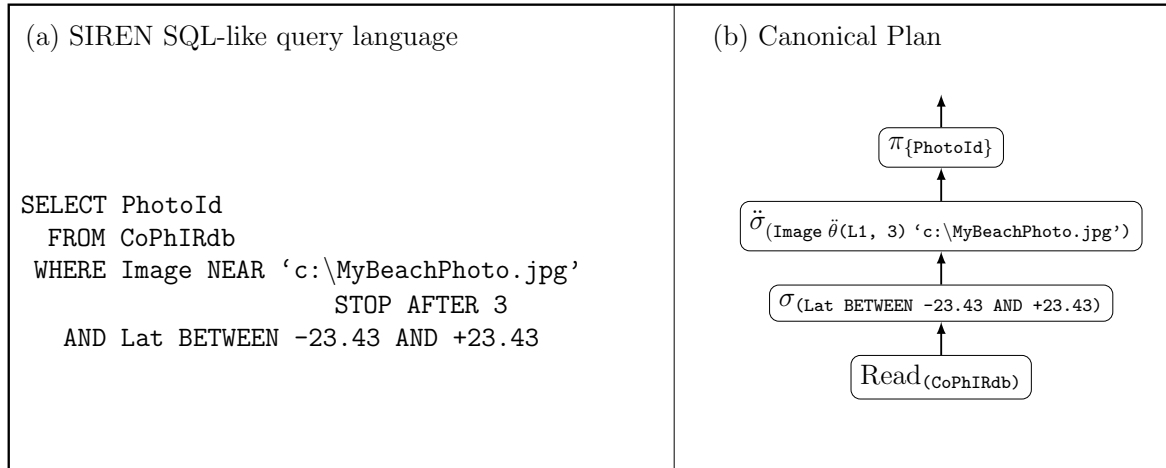 (a) SIREN SQL-like query language
SELECT PhotoId
FROM CoPhIRdb
WHERE Image NEAR ‘c:\MyBeachPhoto.jpg’
STOP AFTER 3
AND Lat BETWEEN -23.43 AND +23.43
(b) Canonical Plan
π{PhotoId}
σ̈(Image θ̈(L1, 3) ‘c:\MyBeachPhoto.jpg’)
σ(Lat BETWEEN -23.43 AND +23.43)
Read(CoPhIRdb)